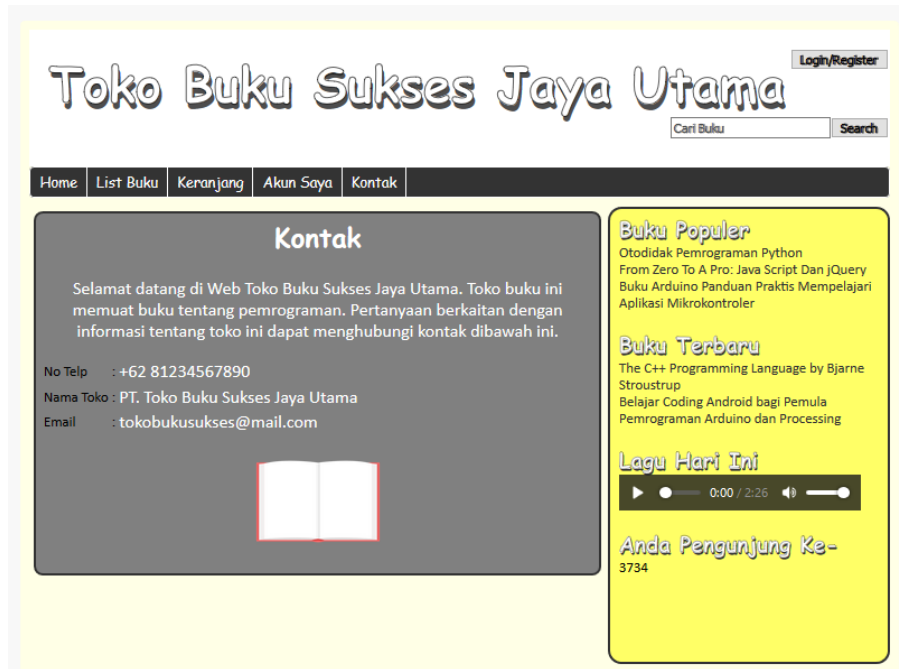 Toko Buku Sukses Jaya Utama
Login/Register
Cari Buku
Search
Home
List Buku
Keranjang
Akun Saya
Kontak
Kontak
Selamat datang di Web Toko Buku Sukses Jaya Utama. Toko buku ini
memuat buku tentang pemrograman. Pertanyaan berkaitan dengan
informasi tentang toko ini dapat menghubungi kontak dibawah ini.
No Telp : +62 81234567890
Nama Toko : PT. Toko Buku Sukses Jaya Utama
Email : tokobukusukses@mail.com
Buku Populer
Otodidak Pemrograman Python
From Zero To A Pro: Java Script Dan jQuery
Buku Arduino Panduan Praktis Mempelajari
Aplikasi Mikrokontroler
Buku Terbaru
The C++ Programming Language by Bjarne
Stroustrup
Belajar Coding Android bagi Pemula
Pemrograman Arduino dan Processing
Lagu Hari Ini
0:00 / 2:26
Anda Pengunjung Ke-
3734